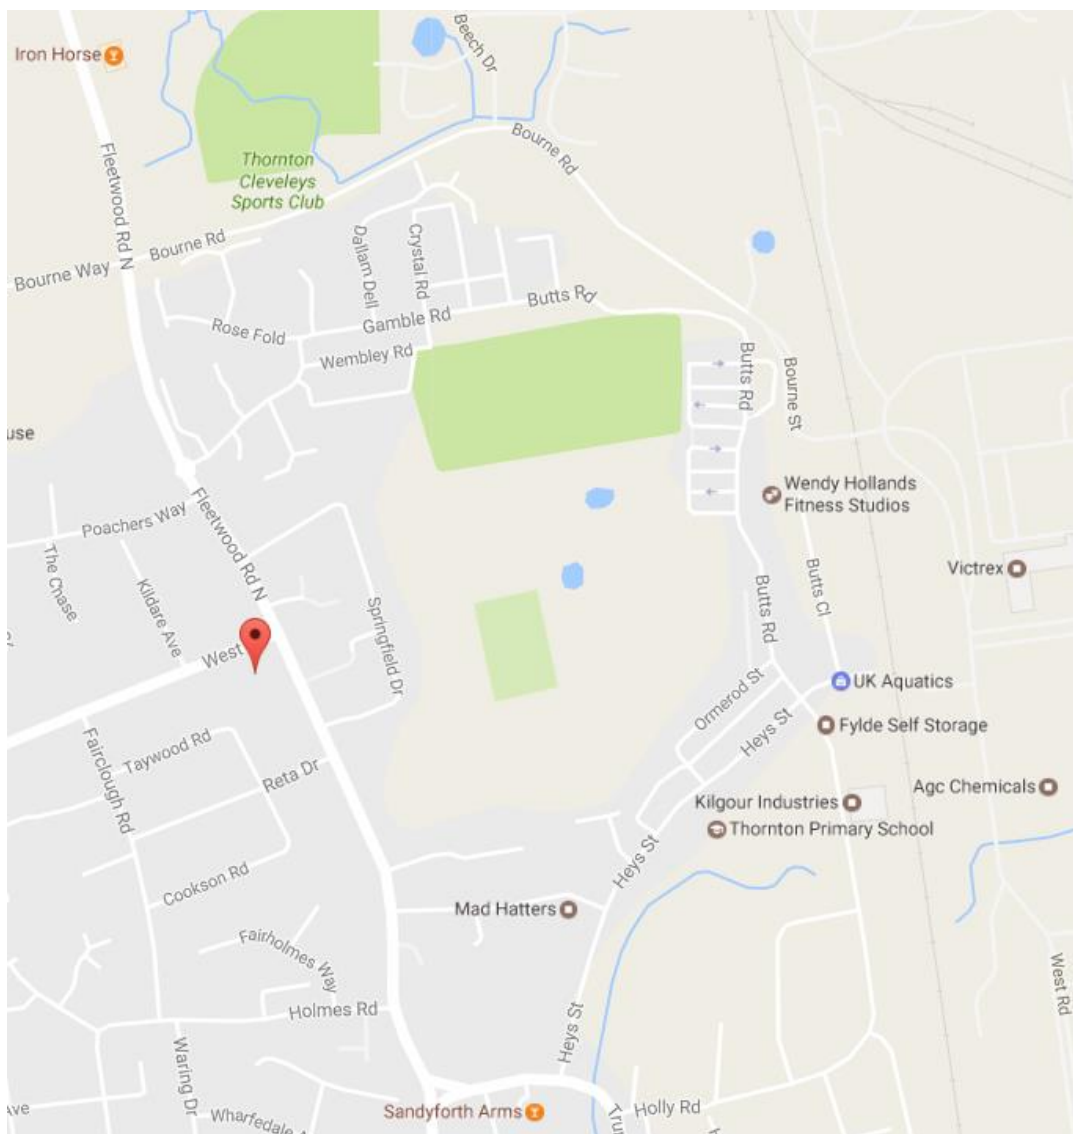 Iron Horse
Beech Dr
Fleetwood Rd N
Bourne Rd
Thornton
Cleveleys
Sports Club
Bourne Rd
Bourne Way
Dallam Dell
Crystal Rd
Butts Rd
Gamble Rd
Rose Fold
Wembley Rd
Butts Rd
Bourne St
use
Wendy Hollands
Fitness Studios
Poachers Way
Fleetwood Rd N
The Chase
Kildare Ave
Victrex
Butts Cl
Butts Rd
Springfield Dr
West
UK Aquatics
Ormerod St
Heys St
Fylde Self Storage
Fairclough Rd
Taywood Rd
Reta Dr
Agc Chemicals
Kilgour Industries
Thornton Primary School
Heys St
Cookson Rd
Mad Hatters
Fairholmes Way
West Rd
Holmes Rd
Heys St
Waring Dr
Ave
Wharfedale
Sandyforth Arms
Holly Rd